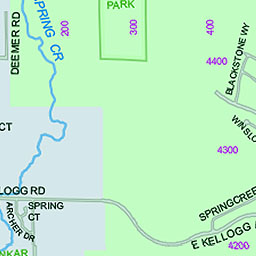 PARK
DEEMER RD
SPRING CR
200
300
400
4400
BLACKSTONE WY
CT
4300
LOGG RD
SPRING
CT
ARCHER DR
SPRINGCREE
E KELLOGG
4200
NKAR
WINSLO